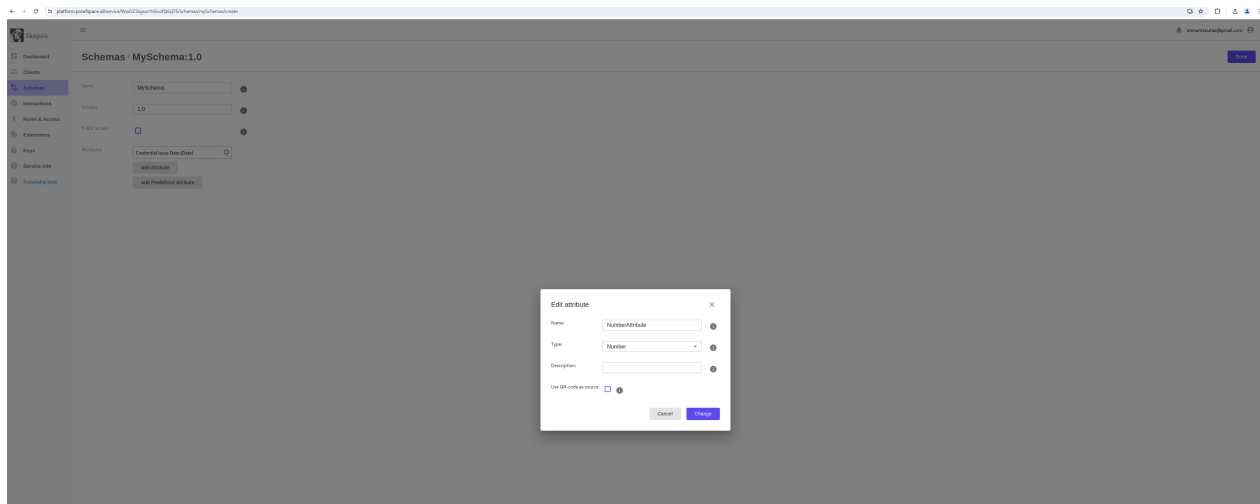 Skepsis
Dashboard
Clients
Schemas
Interactions
Roles & Access
Extensions
Keys
Service Info
Knowledge base
Schemas / MySchema:1.0
Done
Name
MySchema
Version
1.0
Public access
Attributes
Credential Issue Date (Date)
Add Attribute
Add Predefined Attribute
Edit attribute
Name:
NumberAttribute
Type:
Number
Description:
Use QR-code as source:
Cancel
Change